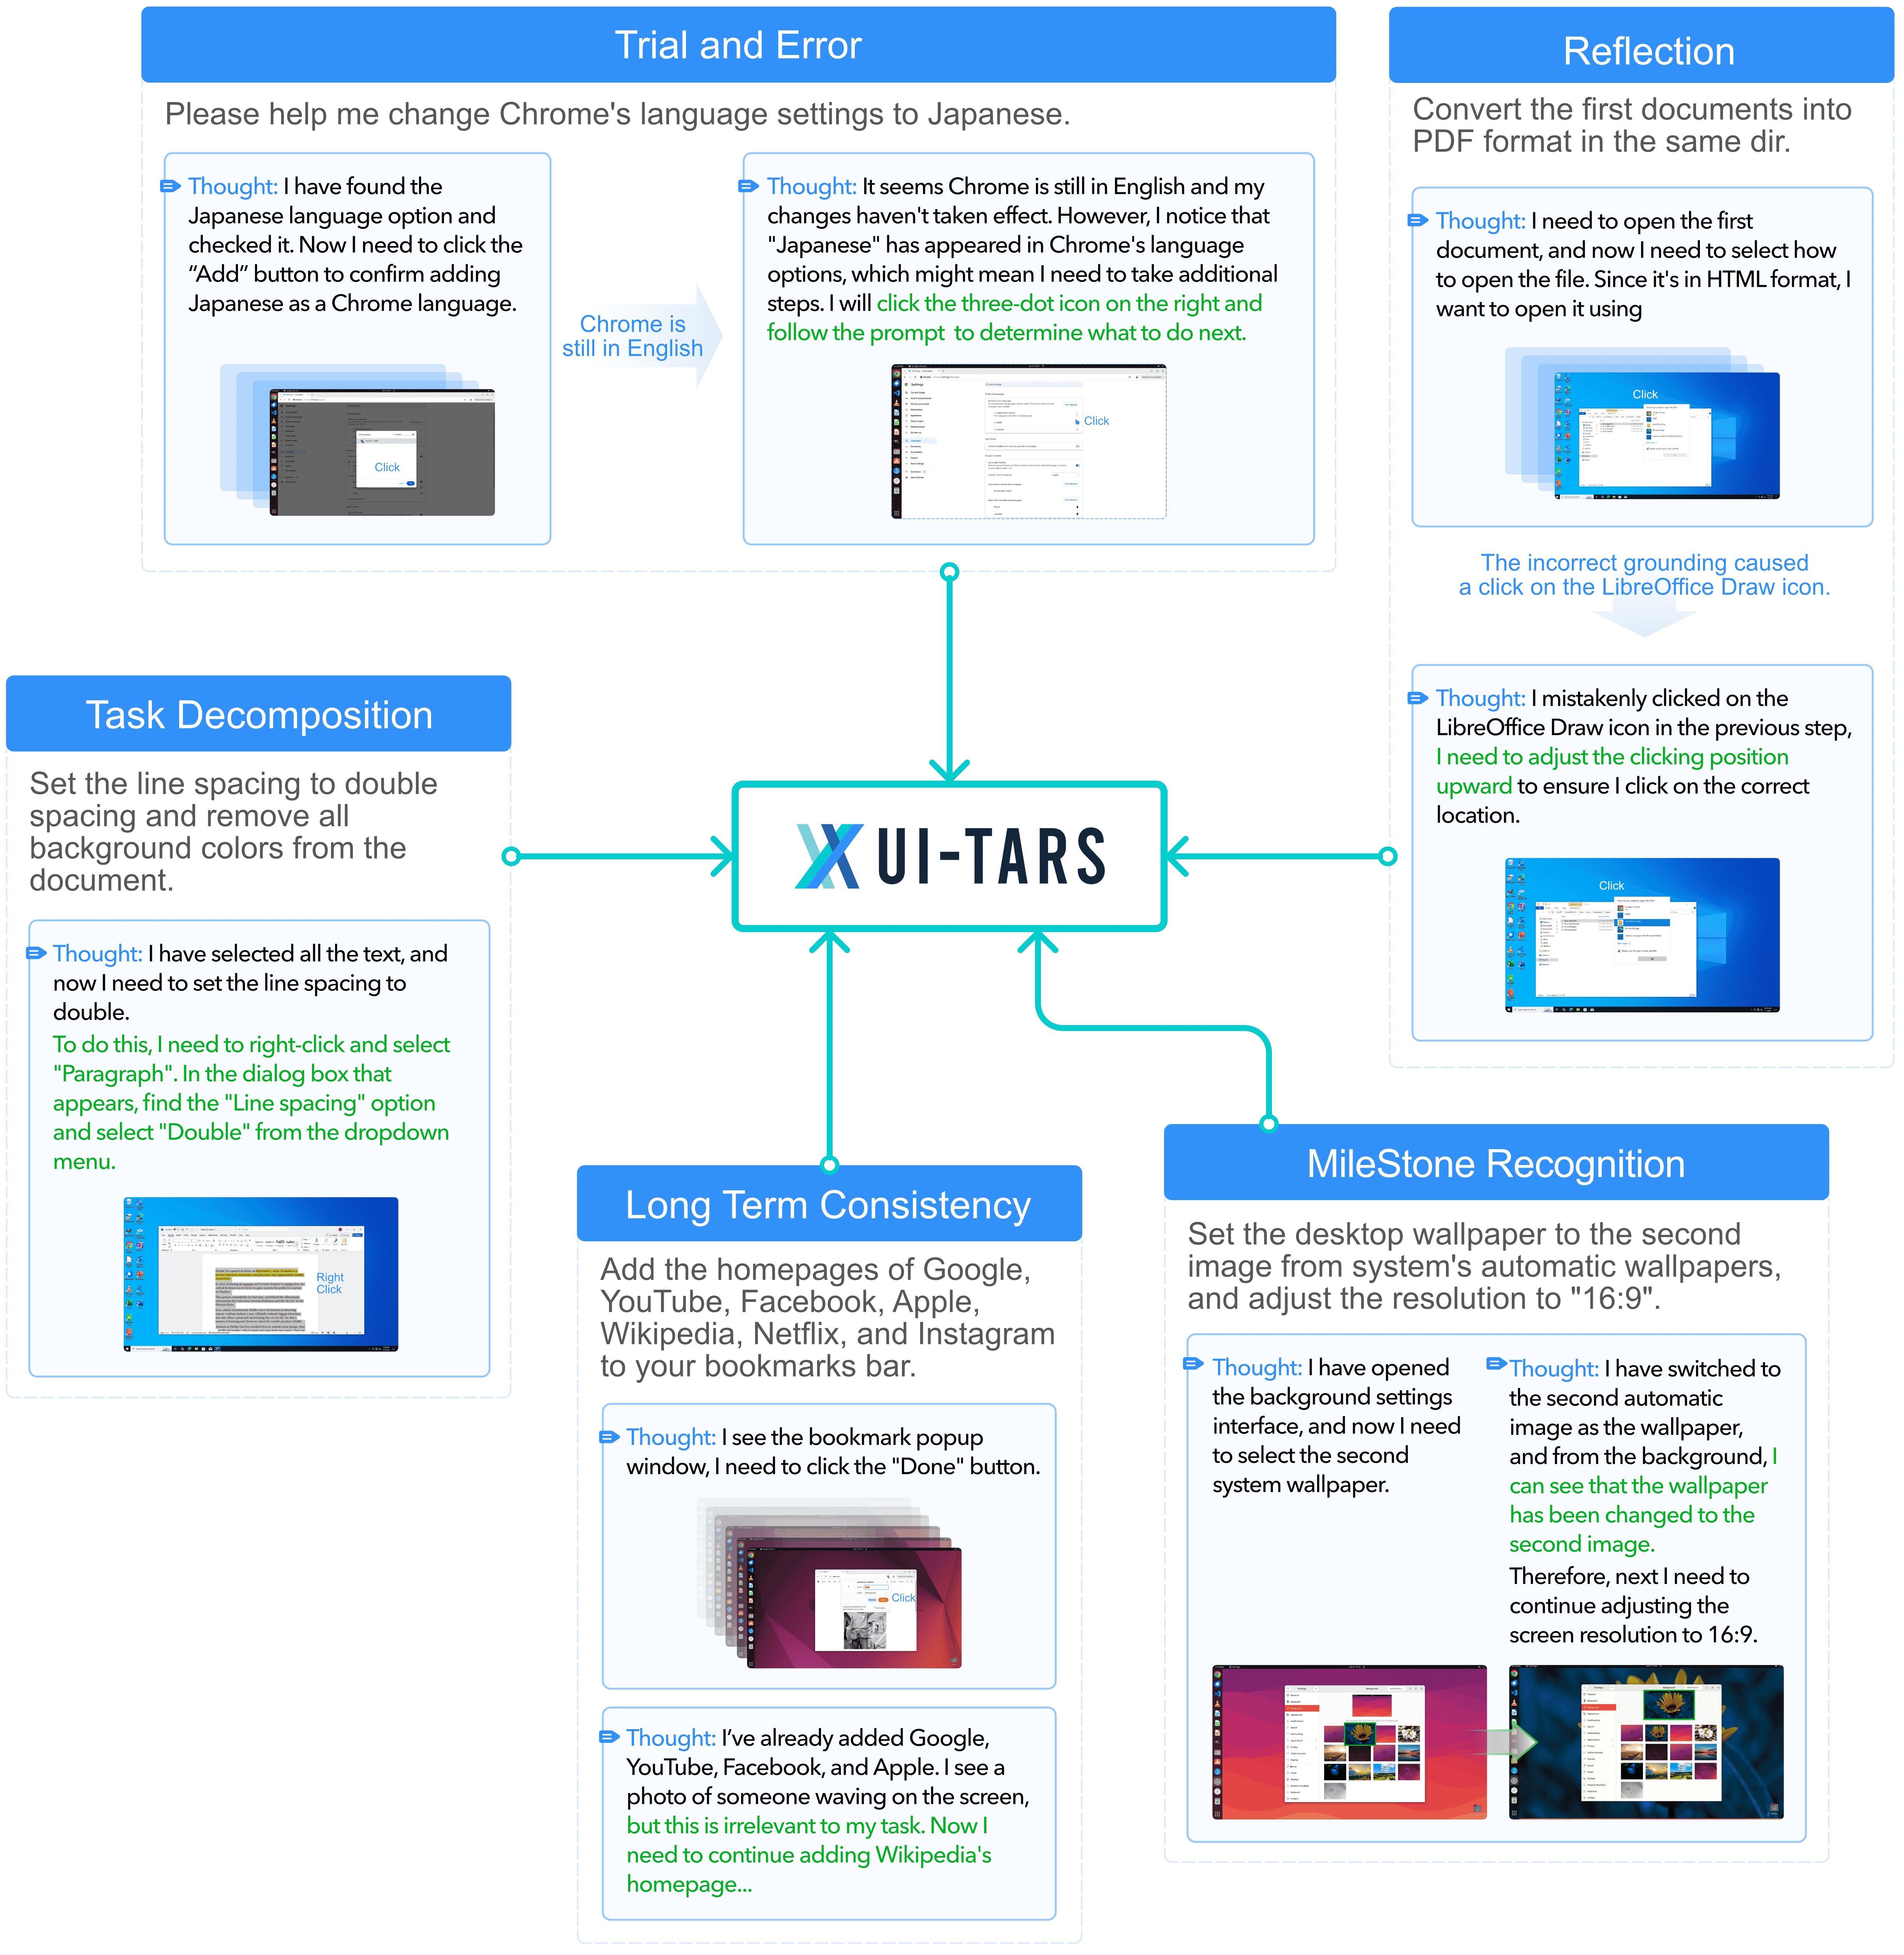 Trial and Error
Please help me change Chrome's language settings to Japanese.
Thought: I have found the
Japanese language option and
checked it. Now I need to click the
“Add” button to confirm adding
Japanese as a Chrome language.
Click
Chrome is
still in English
Thought: It seems Chrome is still in English and my
changes haven't taken effect. However, I notice that
"Japanese" has appeared in Chrome's language
options, which might mean I need to take additional
steps. I will click the three-dot icon on the right and
follow the prompt to determine what to do next.
Click
Reflection
Convert the first documents into
PDF format in the same dir.
Thought: I need to open the first
document, and now I need to select how
to open the file. Since it's in HTML format, I
want to open it using
Click
The incorrect grounding caused
a click on the LibreOffice Draw icon.
Thought: I mistakenly clicked on the
LibreOffice Draw icon in the previous step,
I need to adjust the clicking position
upward to ensure I click on the correct
location.
Click
Task Decomposition
Set the line spacing to double
spacing and remove all
background colors from the
document.
Thought: I have selected all the text, and
now I need to set the line spacing to
double.
To do this, I need to right-click and select
"Paragraph". In the dialog box that
appears, find the "Line spacing" option
and select "Double" from the dropdown
menu.
Right
Click
UI-TARS
Long Term Consistency
Add the homepages of Google,
YouTube, Facebook, Apple,
Wikipedia, Netflix, and Instagram
to your bookmarks bar.
Thought: I see the bookmark popup
window, I need to click the "Done" button.
Click
Thought: I’ve already added Google,
YouTube, Facebook, and Apple. I see a
photo of someone waving on the screen,
but this is irrelevant to my task. Now I
need to continue adding Wikipedia's
homepage...
MileStone Recognition
Set the desktop wallpaper to the second
image from system's automatic wallpapers,
and adjust the resolution to "16:9".
Thought: I have opened
the background settings
interface, and now I need
to select the second
system wallpaper.
Thought: I have switched to
the second automatic
image as the wallpaper,
and from the background, I
can see that the wallpaper
has been changed to the
second image.
Therefore, next I need to
continue adjusting the
screen resolution to 16:9.